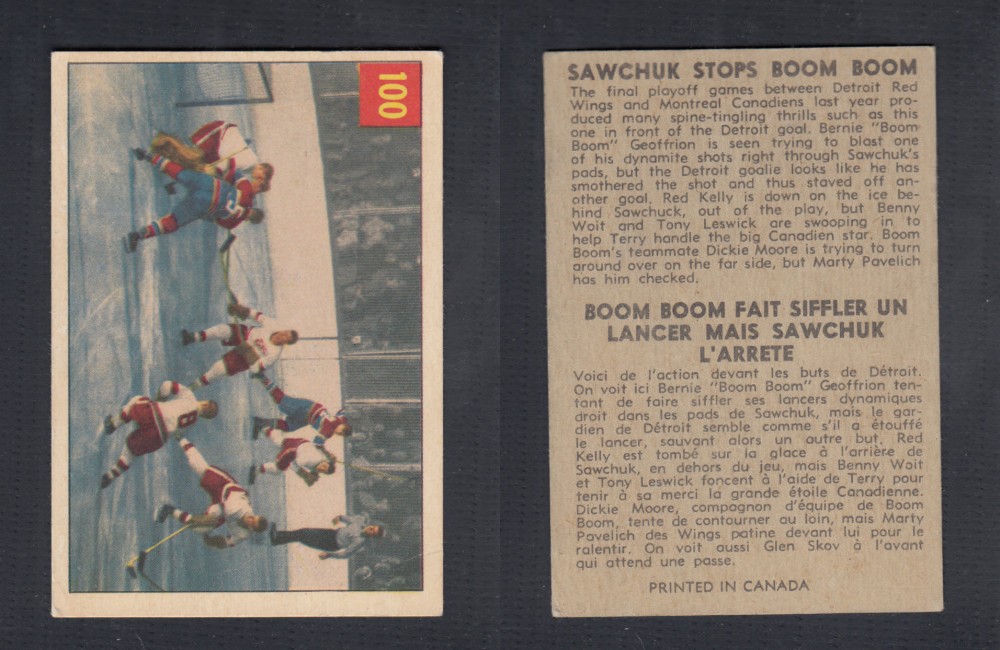 100
5
8
SAWCHUK STOPS BOOM BOOM
The final playoff games between Detroit Red
Wings and Montreal Canadiens last year pro-
duced many spine-tingling thrills such as this
one in front of the Detroit goal. Bernie "Boom
Boom" Geoffrion is seen trying to blast one
of his dynamite shots right through Sawchuk's
pads, but the Detroit goalie looks like he has
smothered the shot and thus staved off an-
other goal. Red Kelly is down on the ice be-
hind Sawchuck, out of the play, but Benny
Woit and Tony Leswick are swooping in to
help Terry handle the big Canadien star. Boom
Boom's teammate Dickie Moore is trying to turn
around over on the far side, but Marty Pavelich
has him checked.
BOOM BOOM FAIT SIFFLER UN
LANCER MAIS SAWCHUK
L'ARRETE
Voici de l'action devant les buts de Détroit.
On voit ici Bernie "Boom Boom" Geoffrion ten-
tant de faire siffler ses lancers dynamiques
droit dans les pads de Sawchuk, mais le gar-
dien de Détroit semble comme s'il a étouffé
le lancer, sauvant alors un autre but. Red
Kelly est tombé sur la glace à l'arrière de
Sawchuk, en dehors du jeu, mais Benny Woit
et Tony Leswick foncent à l'aide de Terry pour
tenir à sa merci la grande étoile Canadienne.
Dickie Moore, compagnon d'équipe de Boom
Boom, tente de contourner au loin, mais Marty
Pavelich des Wings patine devant lui pour le
ralentir. On voit aussi Glen Skov à l'avant
qui attend une passe.
PRINTED IN CANADA